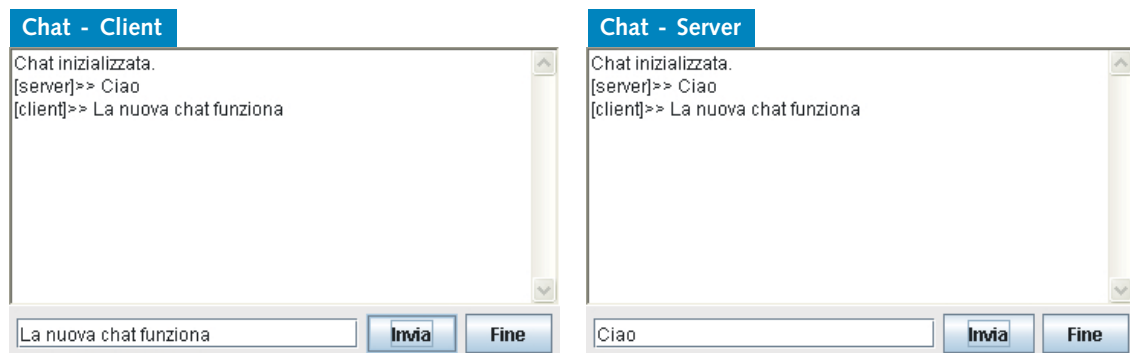 Chat - Client
Chat inizializzata.
[server]>> Ciao
[client]>> La nuova chat funziona
La nuova chat funziona
Invia
Fine
Chat - Server
Chat inizializzata.
[server]>> Ciao
[client]>> La nuova chat funziona
Ciao
Invia
Fine